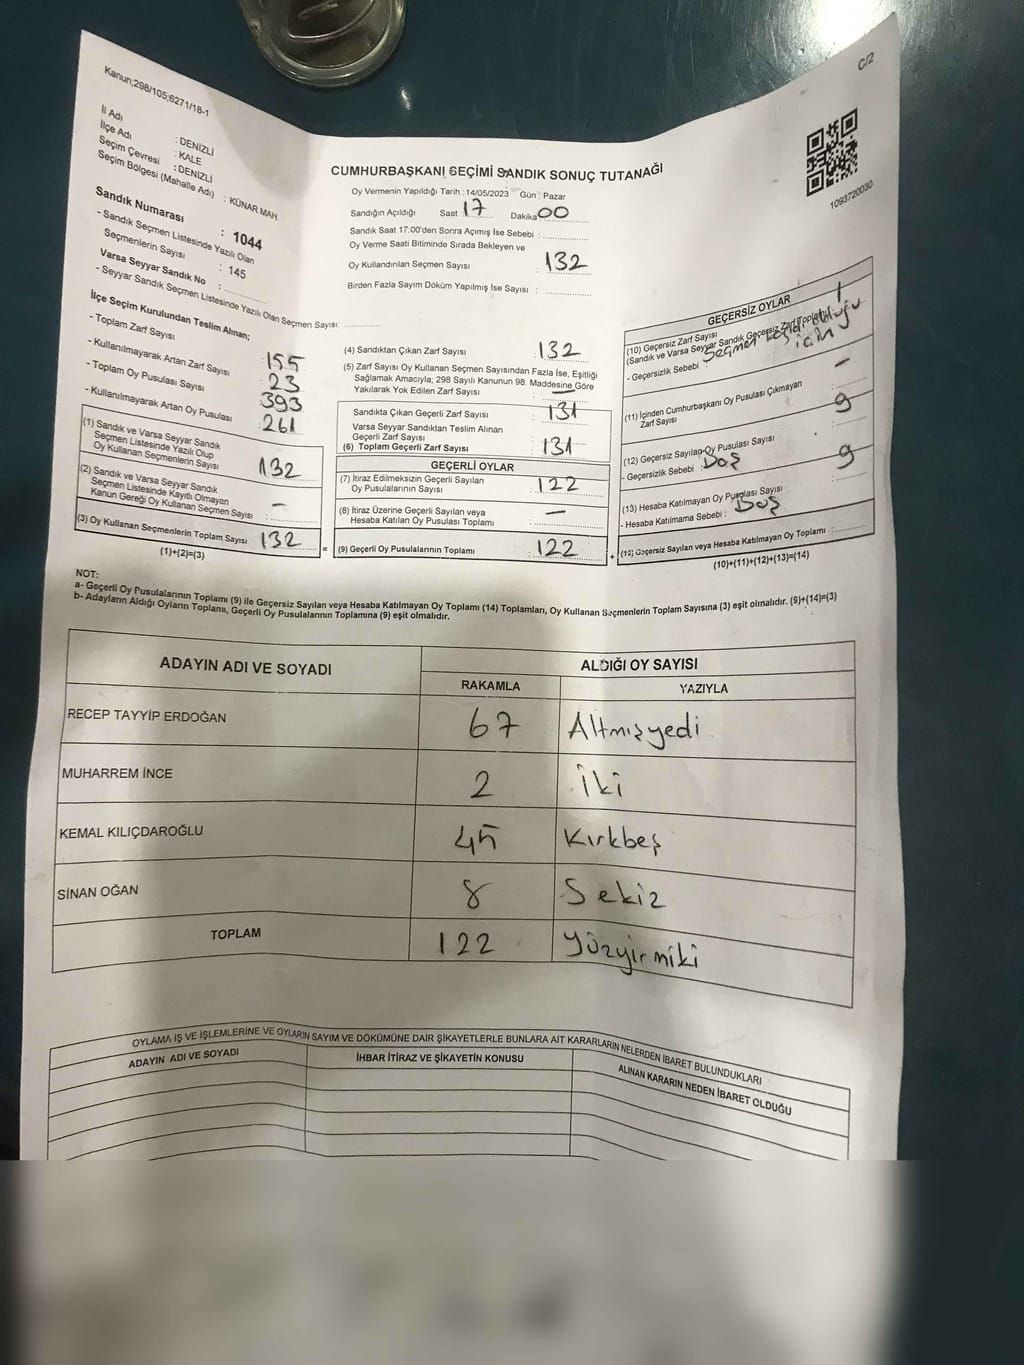 C/2
Kanun;298/105;6271/18-1
İl Adı : DENİZLİ
İlçe Adı : KALE
Seçim Çevresi : DENİZLİ
Seçim Bölgesi (Mahalle Adı) : KÜNAR MAH
1093720030
CUMHURBAŞKANI SEÇİMİ SANDIK SONUÇ TUTANAĞI
Oy Vermenin Yapıldığı Tarih : 14/05/2023 Gün : Pazar
Sandığın Açıldığı Saat 17 Dakika 00
Sandık Saat 17:00'den Sonra Açımış İse Sebebi :
Oy Verme Saati Bitiminde Sırada Bekleyen ve
Oy Kullandırılan Seçmen Sayısı : 132
Birden Fazla Sayım Döküm Yapılmış İse Sayısı :
Sandık Numarası : 1044
- Sandık Seçmen Listesinde Yazılı Olan
Seçmenlerin Sayısı : 145
Varsa Seyyar Sandık No :
- Seyyar Sandık Seçmen Listesinde Yazılı Olan Seçmen Sayısı:
İlçe Seçim Kurulundan Teslim Alınan;
- Toplam Zarf Sayısı : 155
- Kullanılmayarak Artan Zarf Sayısı : 23
- Toplam Oy Pusulası Sayısı : 393
- Kullanılmayarak Artan Oy Pusulası : 261
(1) Sandık ve Varsa Seyyar Sandık
Seçmen Listesinde Yazılı Olup
Oy Kullanan Seçmenlerin Sayısı 132
(2) Sandık ve Varsa Seyyar Sandık
Seçmen Listesinde Kayıtlı Olmayan
Kanun Gereği Oy Kullanan Seçmen Sayısı : -
(3) Oy Kullanan Seçmenlerin Toplam Sayısı 132
(1)+(2)=(3)
=
(4) Sandıktan Çıkan Zarf Sayısı : 132
(5) Zarf Sayısı Oy Kullanan Seçmen Sayısından Fazla İse, Eşitliği
Sağlamak Amacıyla; 298 Sayılı Kanunun 98. Maddesine Göre
Yakılarak Yok Edilen Zarf Sayısı : -
Sandıkta Çıkan Geçerli Zarf Sayısı : 131
Varsa Seyyar Sandıktan Teslim Alınan
Geçerli Zarf Sayısı
(6) Toplam Geçerli Zarf Sayısı : 131
GEÇERLİ OYLAR
(7) İtiraz Edilmeksizin Geçerli Sayılan
Oy Pusulalarının Sayısı : 122
(8) İtiraz Üzerine Geçerli Sayılan veya
Hesaba Katılan Oy Pusulası Toplamı : -
(9) Geçerli Oy Pusulalarının Toplamı : 122
+
GEÇERSİZ OYLAR
(10) Geçersiz Zarf Sayısı 1
(Sandık ve Varsa Seyyar Sandık Geçersiz Zarf Toplamı)
- Geçersizlik Sebebi : Seçmen olduğu
için
(11) İçinden Cumhurbaşkanı Oy Pusulası Çıkmayan
Zarf Sayısı : -
(12) Geçersiz Sayılan Oy Pusulası Sayısı : 9
- Geçersizlik Sebebi : Boş
(13) Hesaba Katılmayan Oy Pusulası Sayısı : 9
- Hesaba Katılmama Sebebi : Boş
Geçersiz Sayılan veya Hesaba Katılmayan Oy Toplamı :
(10)+(11)+(12)+(13)=(14)
NOT:
a- Geçerli Oy Pusulalarının Toplamı (9) ile Geçersiz Sayılan veya Hesaba Katılmayan Oy Toplamı (14) Toplamları, Oy Kullanan Seçmenlerin Toplam Sayısına (3) eşit olmalıdır. (9)+(14)=(3)
b- Adayların Aldığı Oyların Toplamı, Geçerli Oy Pusulalarının Toplamına (9) eşit olmalıdır.
ADAYIN ADI VE SOYADI
ALDIĞI OY SAYISI
RAKAMLA YAZIYLA
RECEP TAYYİP ERDOĞAN 67 Altmışyedi
MUHARREM İNCE 2 İki
KEMAL KILIÇDAROĞLU 45 Kırkbeş
SİNAN OĞAN 8 Sekiz
TOPLAM 122 Yüzyirmiki
OYLAMA İŞ VE İŞLEMLERİNE VE OYLARIN SAYIM VE DÖKÜMÜNE DAİR ŞİKAYETLERLE BUNLARA AİT KARARLARIN NELERDEN İBARET BULUNDUKLARI
ADAYIN ADI VE SOYADI
İHBAR İTİRAZ VE ŞİKAYETİN KONUSU
ALINAN KARARIN NEDEN İBARET OLDUĞU